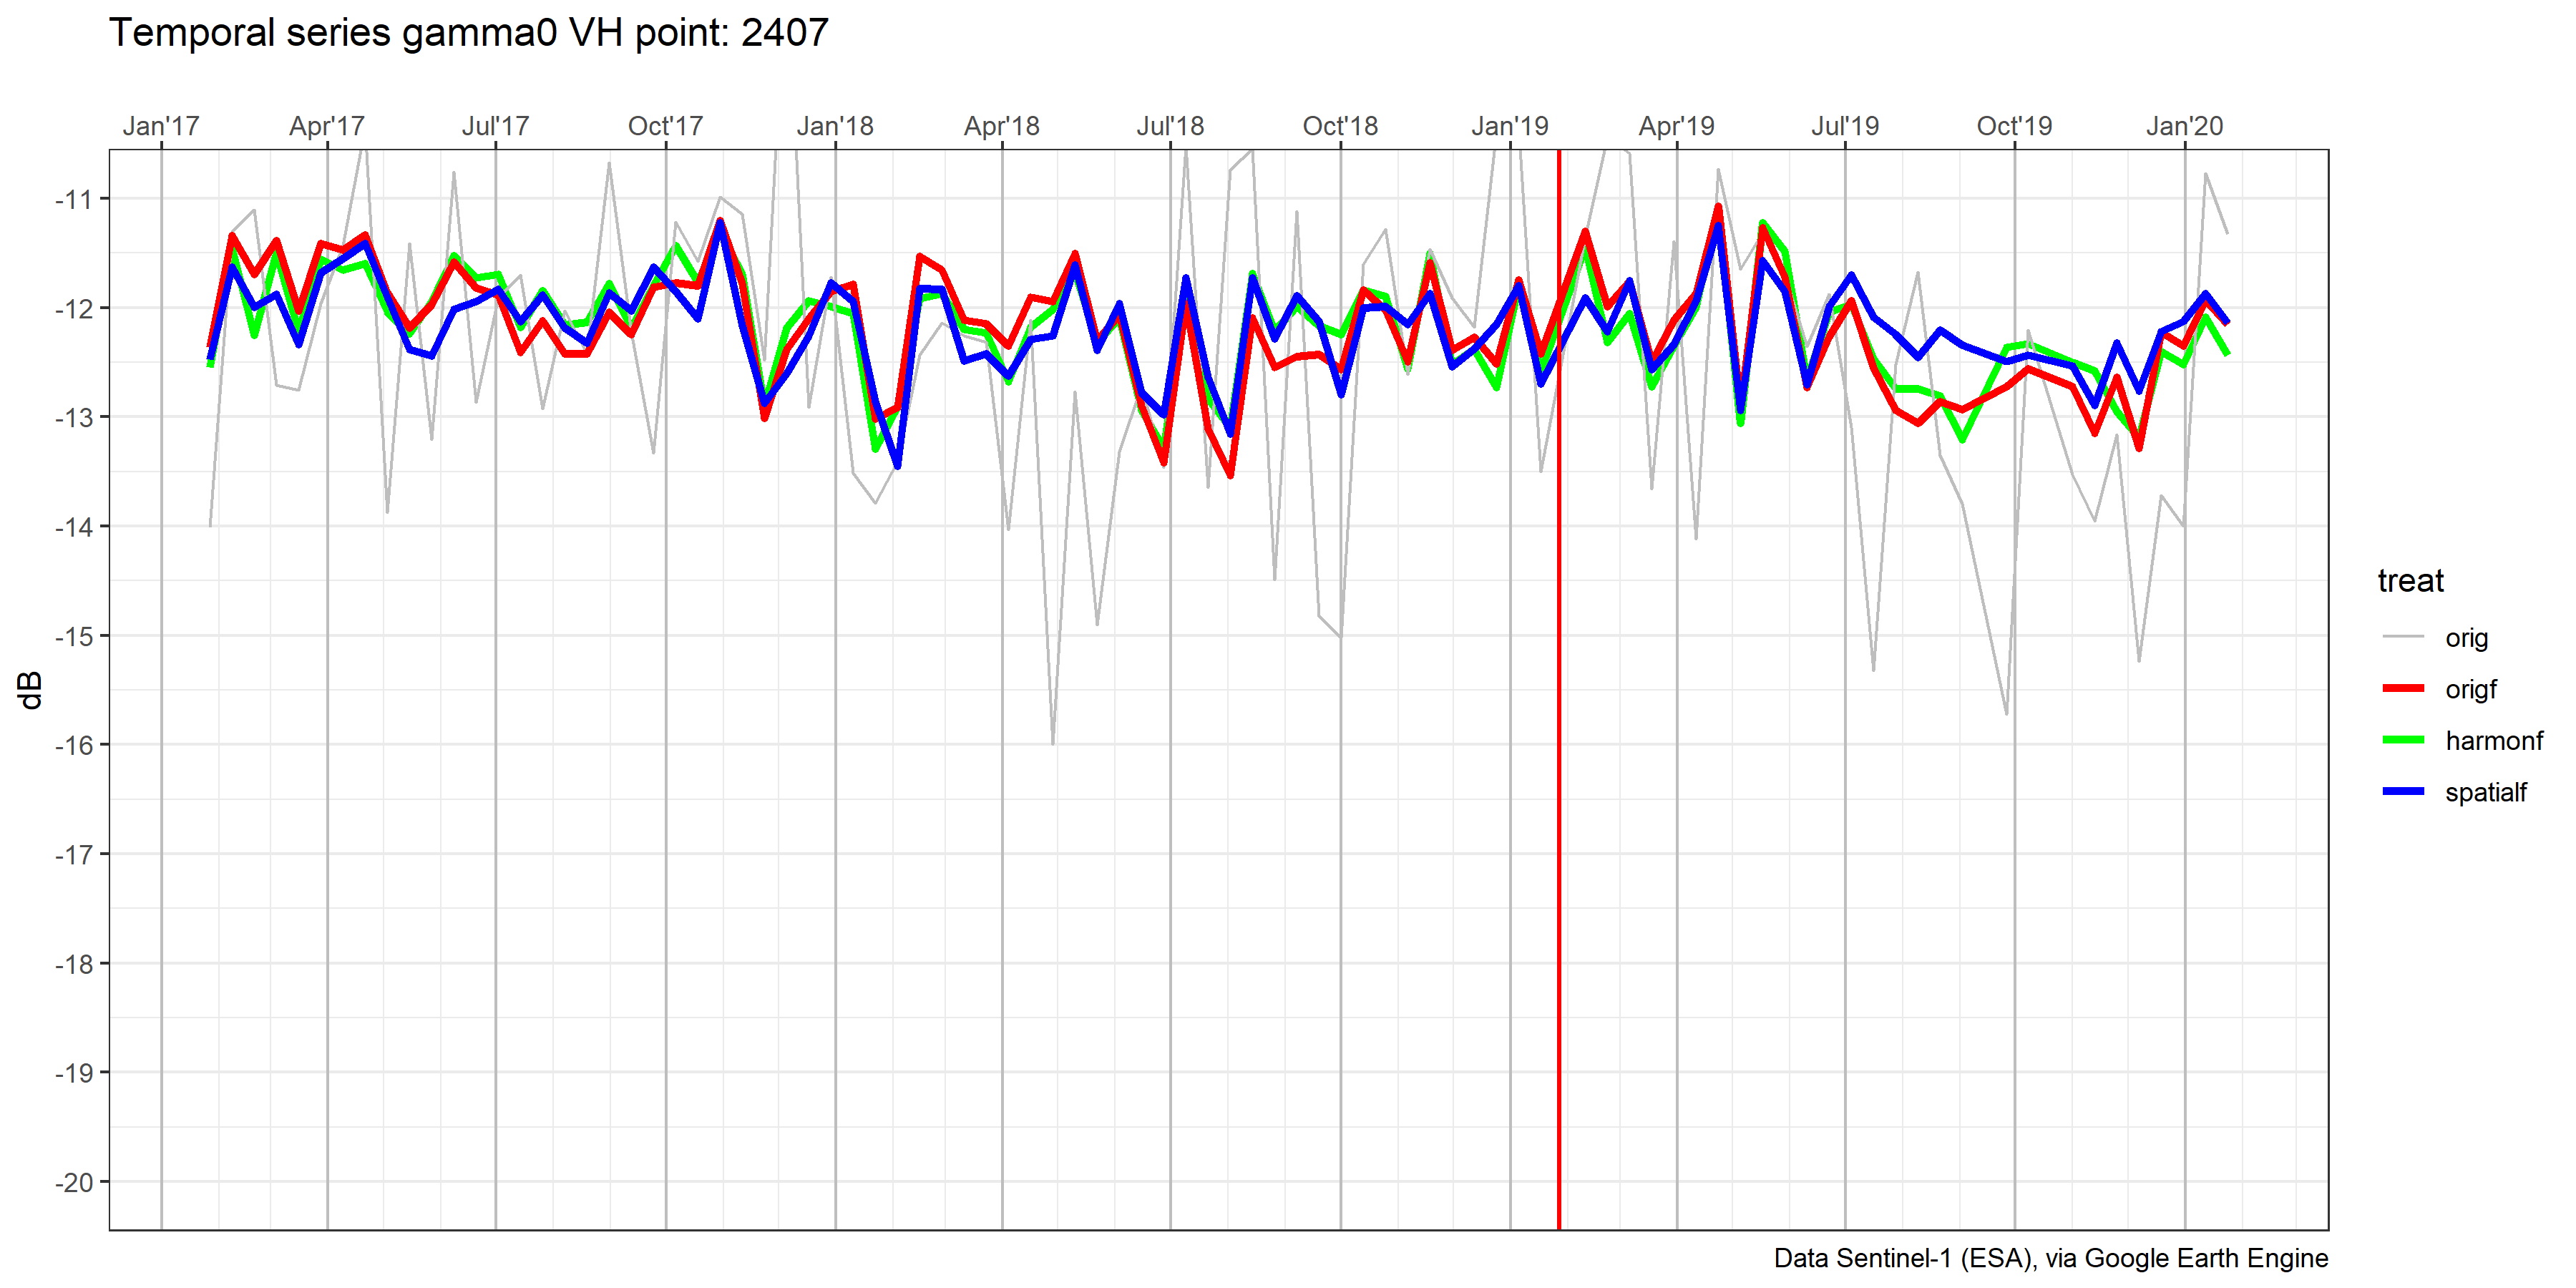 Temporal series gamma0 VH point: 2407
Jan'17 Apr'17 Jul'17 Oct'17 Jan'18 Apr'18 Jul'18 Oct'18 Jan'19 Apr'19 Jul'19 Oct'19 Jan'20
-11
-12
-13
-14
-15
-16
-17
-18
-19
-20
dB
treat
orig
origf
harmonf
spatialf
Data Sentinel-1 (ESA), via Google Earth Engine